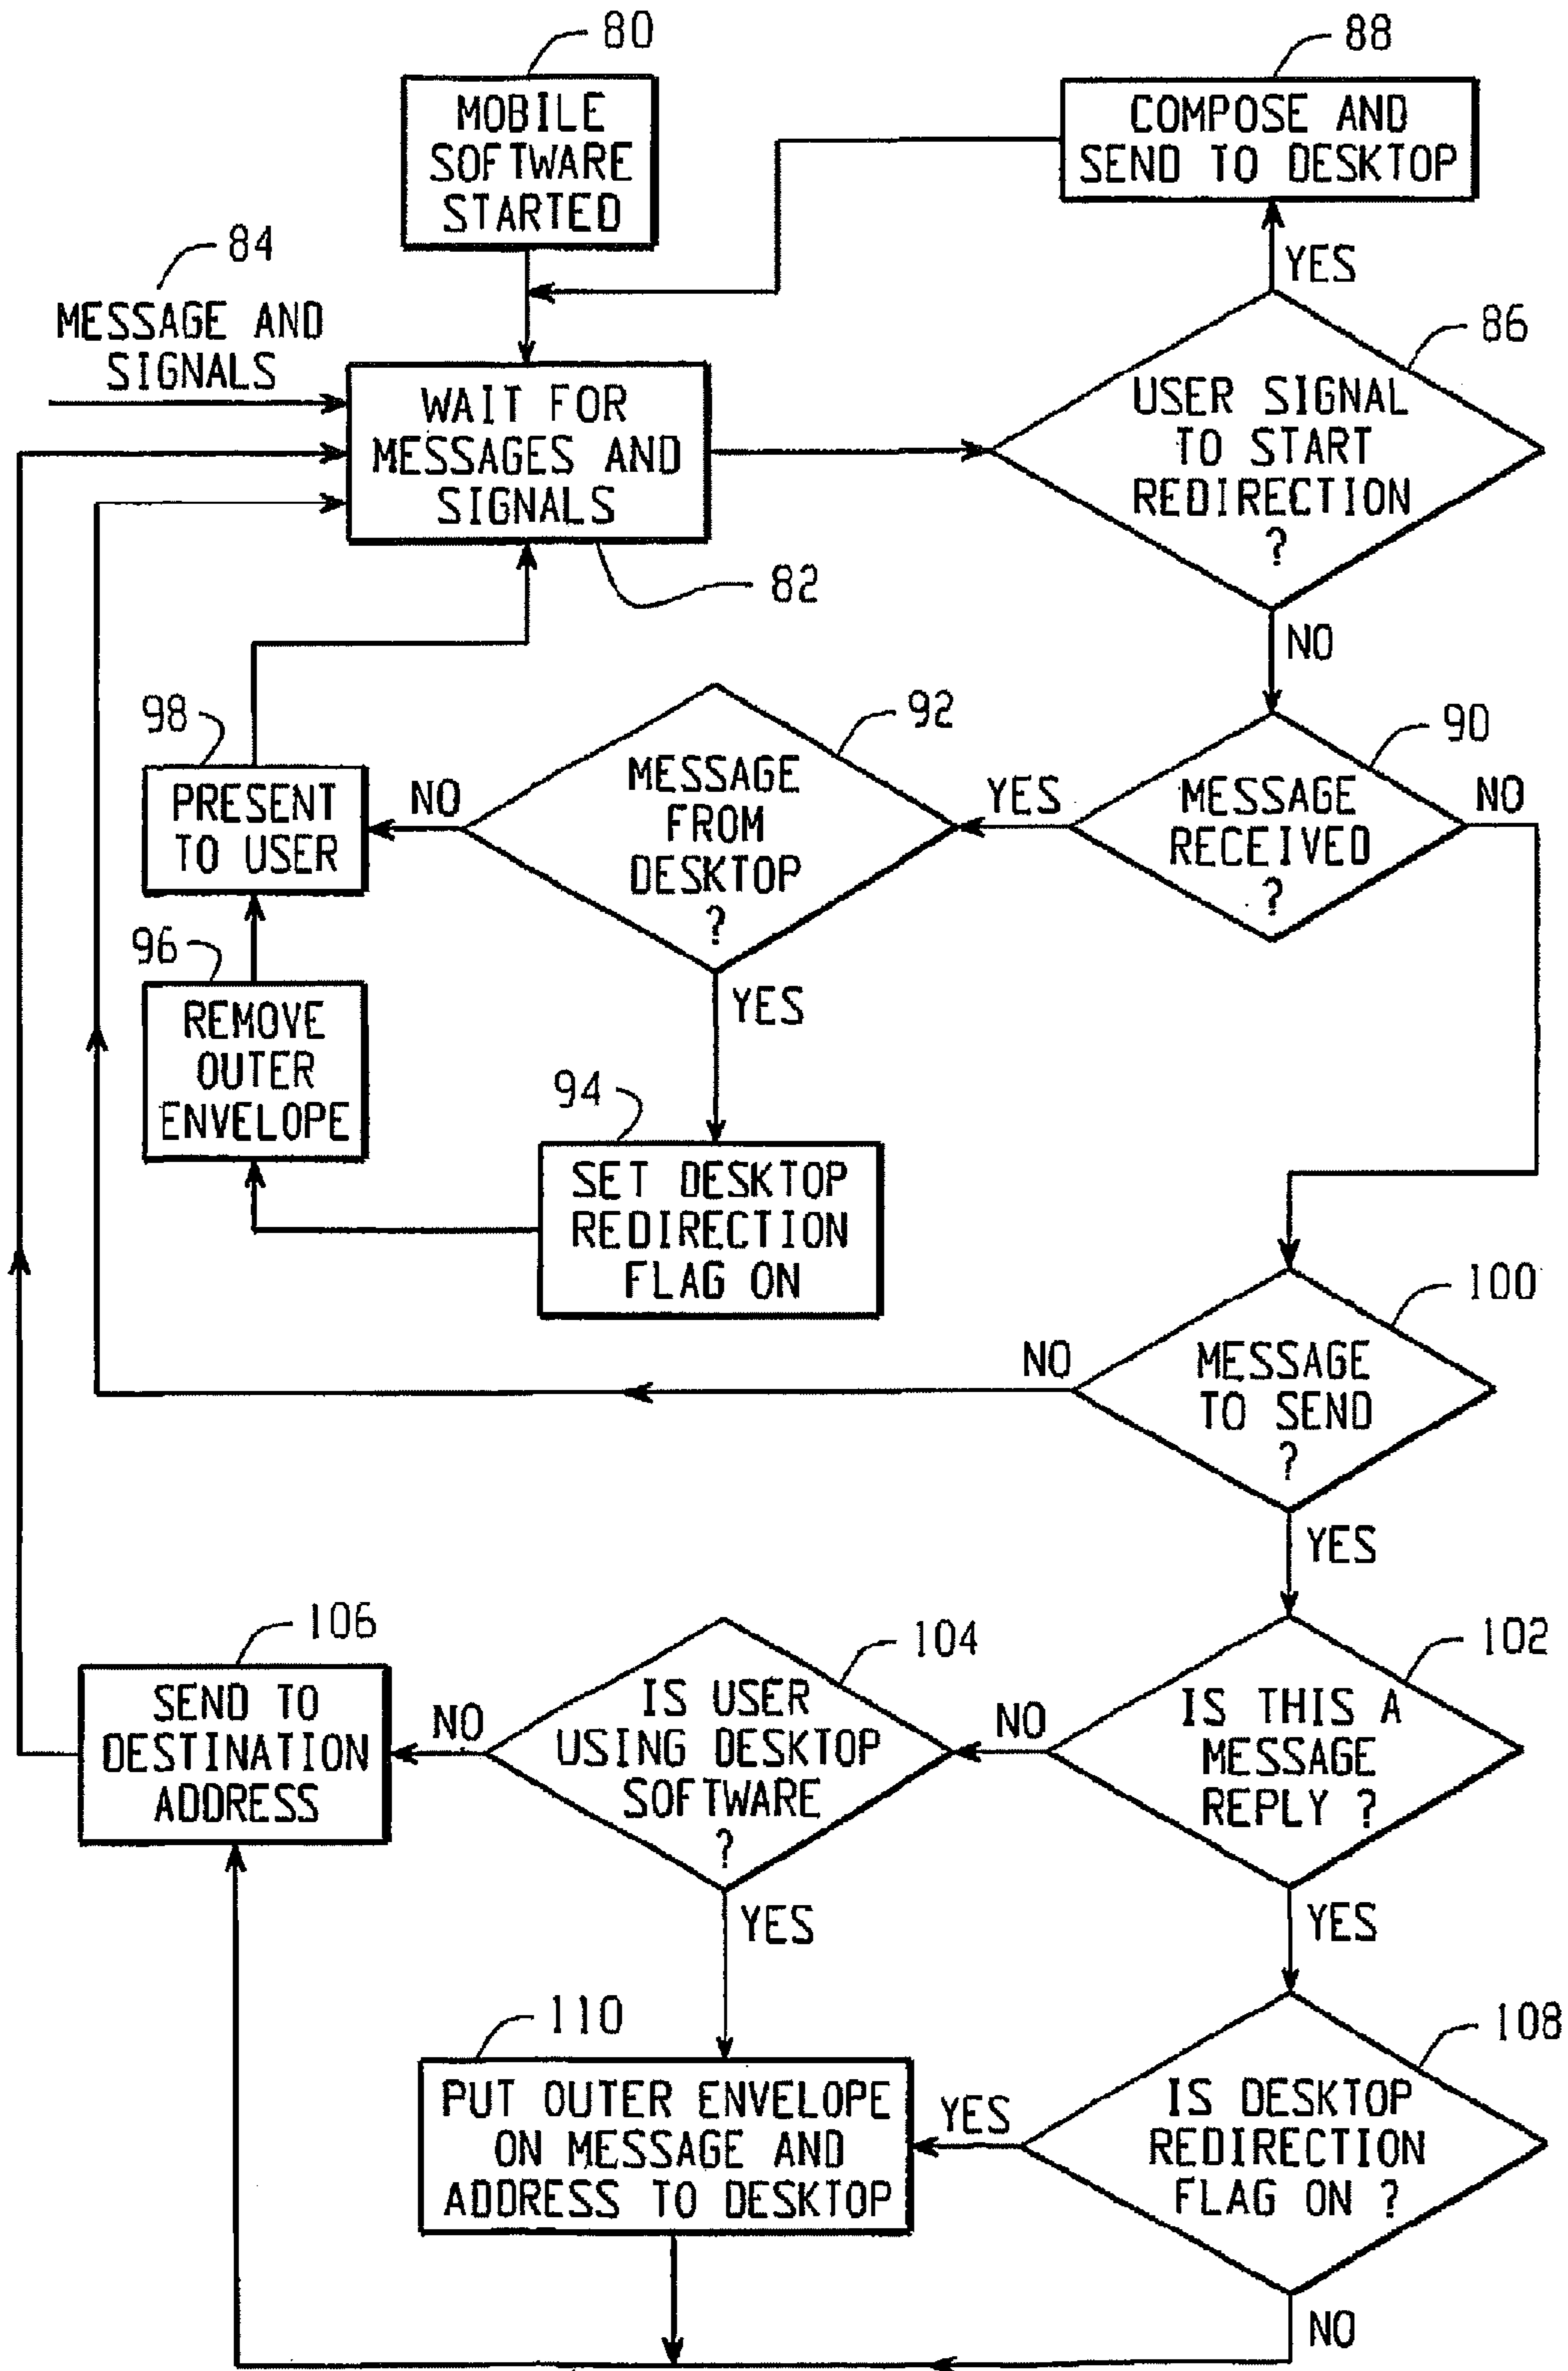 80
MOBILE
SOFTWARE
STARTED
88
COMPOSE AND
SEND TO DESKTOP
84
MESSAGE AND
SIGNALS
YES
86
USER SIGNAL
TO START
REDIRECTION
?
WAIT FOR
MESSAGES AND
SIGNALS
82
NO
98
PRESENT
TO USER
NO
92
MESSAGE
FROM
DESKTOP
?
YES
90
MESSAGE
RECEIVED
?
NO
96
REMOVE
OUTER
ENVELOPE
YES
94
SET DESKTOP
REDIRECTION
FLAG ON
100
NO
MESSAGE
TO SEND
?
YES
106
SEND TO
DESTINATION
ADDRESS
NO
104
IS USER
USING DESKTOP
SOFTWARE
?
NO
102
IS THIS A
MESSAGE
REPLY ?
YES
YES
110
PUT OUTER ENVELOPE
ON MESSAGE AND
ADDRESS TO DESKTOP
YES
108
IS DESKTOP
REDIRECTION
FLAG ON ?
NO